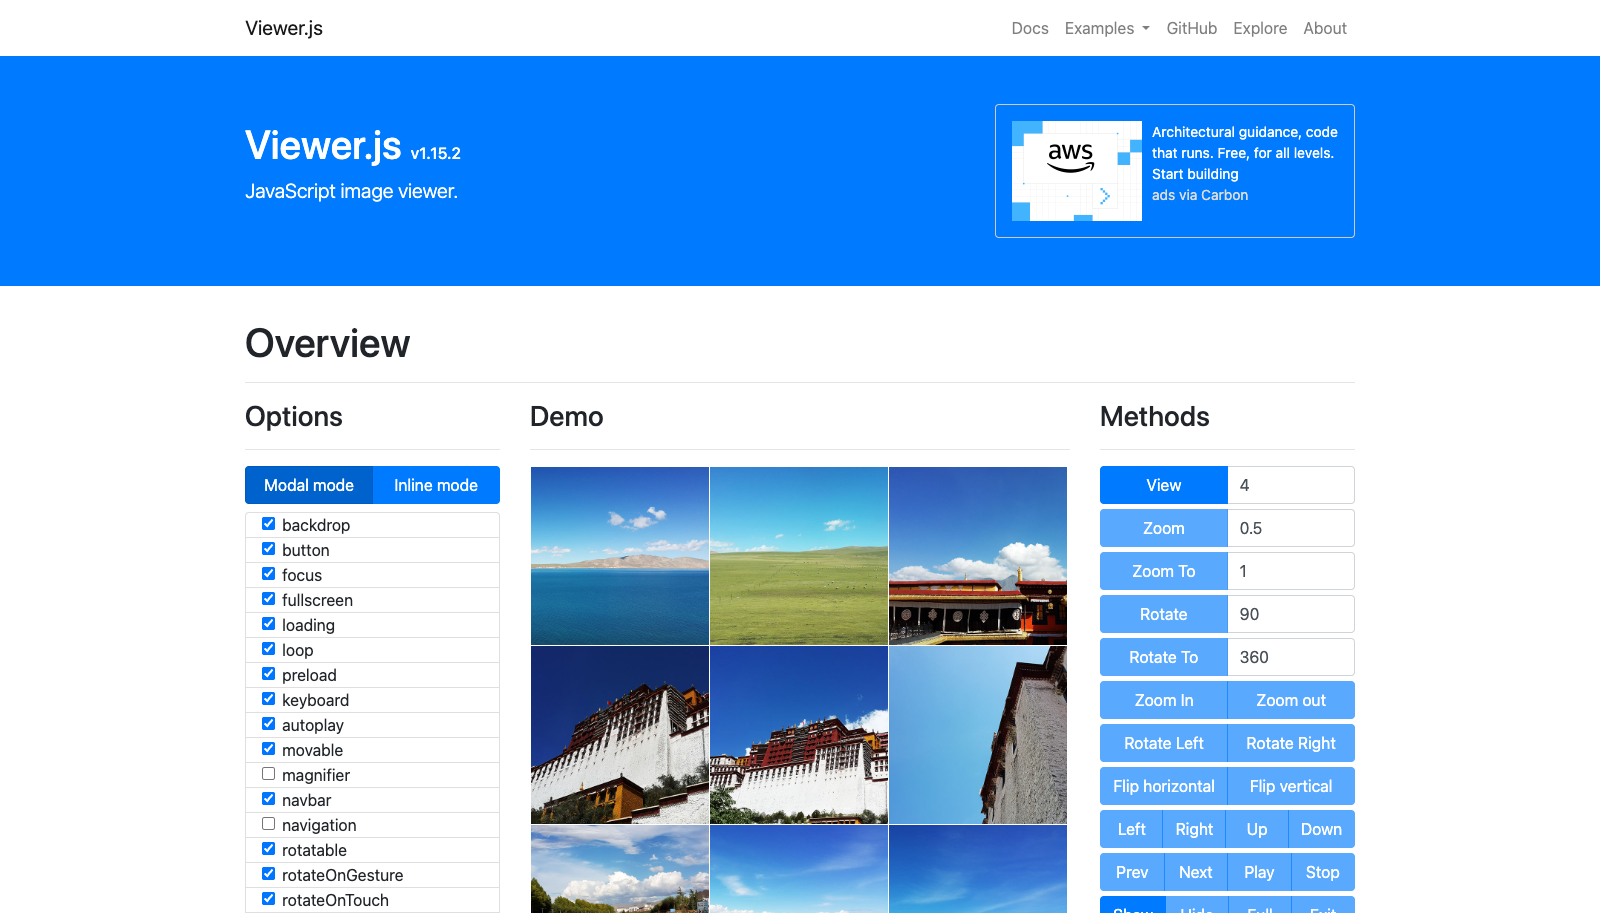 Viewer.js
Docs Examples GitHub Explore About
Viewer.js v1.15.2
JavaScript image viewer.
aws
Architectural guidance, code
that runs. Free, for all levels.
Start building
ads via Carbon
Overview
Options
Modal mode Inline mode
backdrop
button
focus
fullscreen
loading
loop
preload
keyboard
autoplay
movable
magnifier
navbar
navigation
rotatable
rotateOnGesture
rotateOnTouch
Demo
Methods
View 4
Zoom 0.5
Zoom To 1
Rotate 90
Rotate To 360
Zoom In Zoom out
Rotate Left Rotate Right
Flip horizontal Flip vertical
Left Right Up Down
Prev Next Play Stop
Show Hide Full Exit